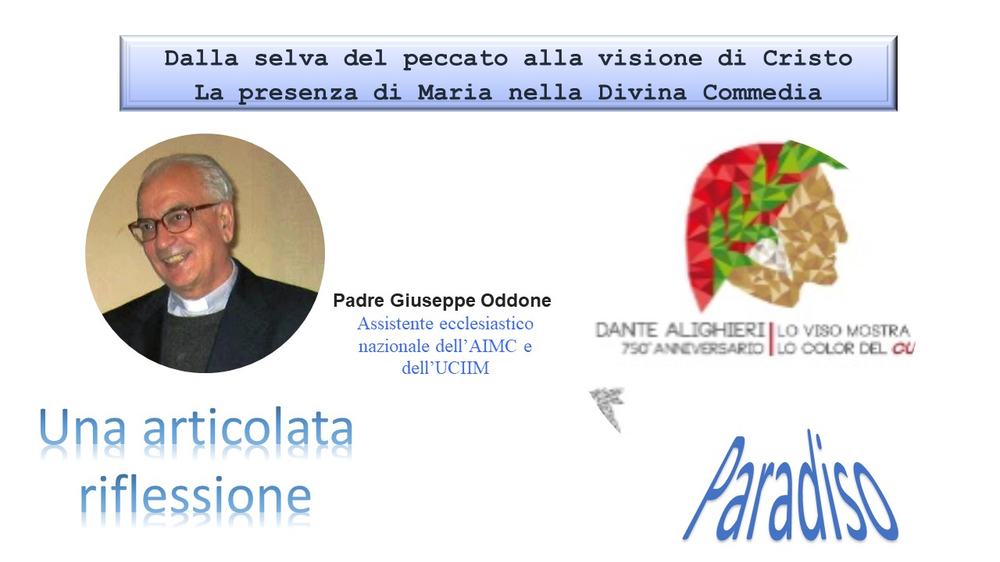 Dalla selva del peccato alla visione di Cristo
La presenza di Maria nella Divina Commedia
Padre Giuseppe Oddone
Assistente ecclesiastico
nazionale dell’AIMC e
dell’UCIIM
DANTE ALIGHIERI
750° ANNIVERSARIO
LO VISO MOSTRA
LO COLOR DEL
Una articolata
riflessione
Paradiso